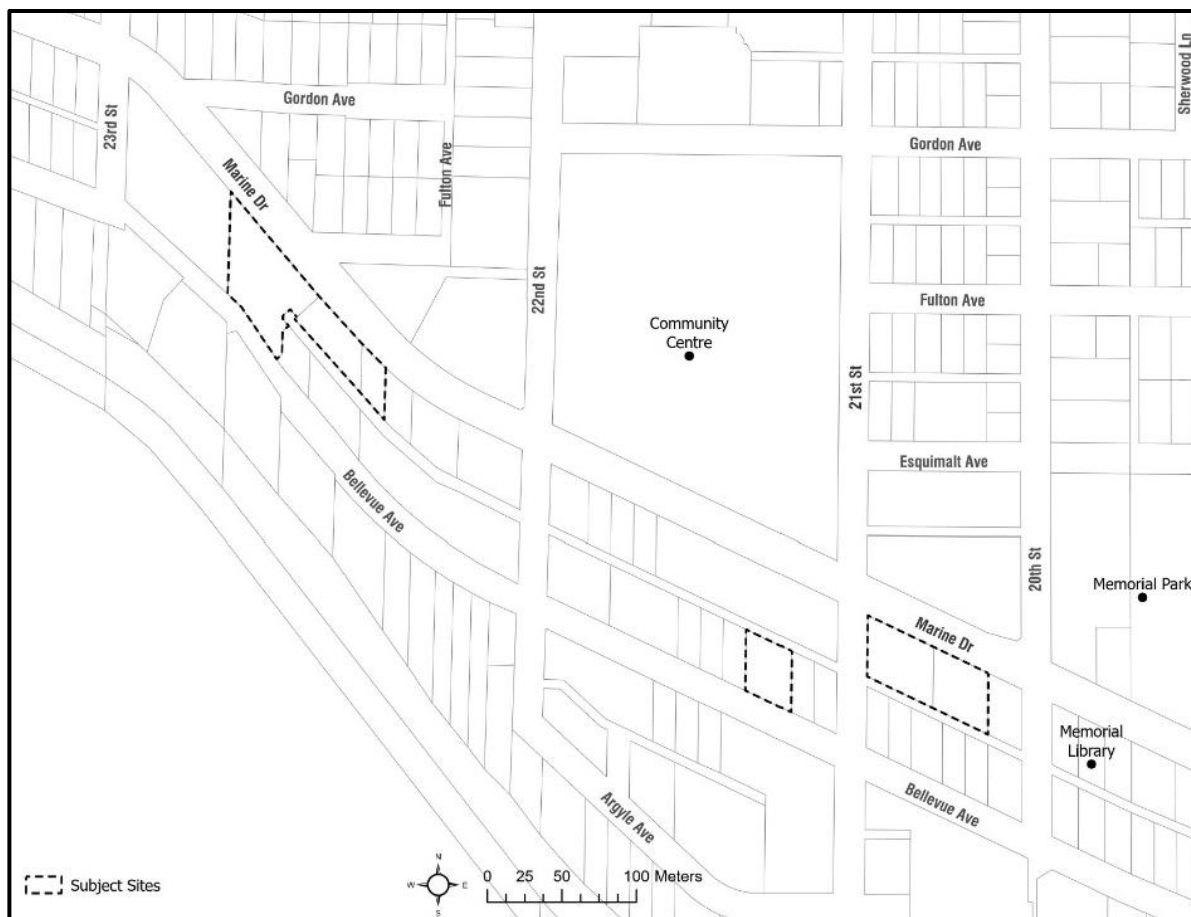 Sherwood Ln
Gordon Ave
23rd St
Gordon Ave
Marine Dr
Fulton Ave
22nd St
Fulton Ave
Community
Centre
21st St
Esquimalt Ave
Bellevue Ave
20th St
Memorial Park
Marine Dr
Memorial
Library
Bellevue Ave
Argyle Ave
Subject Sites
N
W
E
S
0 25 50 100 Meters